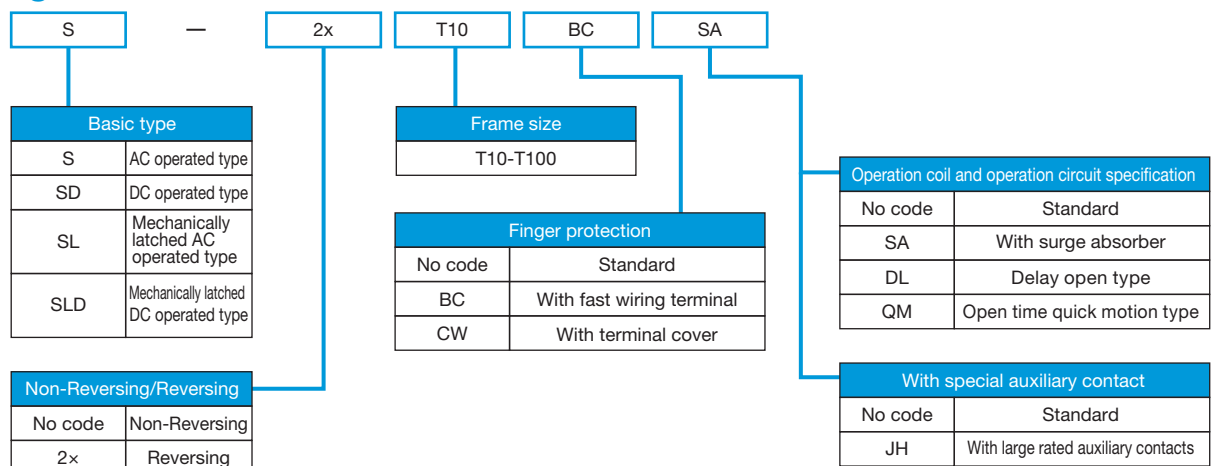 S — 2x T10 BC SA
Basic type
S AC operated type
SD DC operated type
SL Mechanically
latched AC
operated type
SLD Mechanically latched
DC operated type
Non-Reversing/Reversing
No code Non-Reversing
2× Reversing
Frame size
T10-T100
Finger protection
No code Standard
BC With fast wiring terminal
CW With terminal cover
Operation coil and operation circuit specification
No code Standard
SA With surge absorber
DL Delay open type
QM Open time quick motion type
With special auxiliary contact
No code Standard
JH With large rated auxiliary contacts